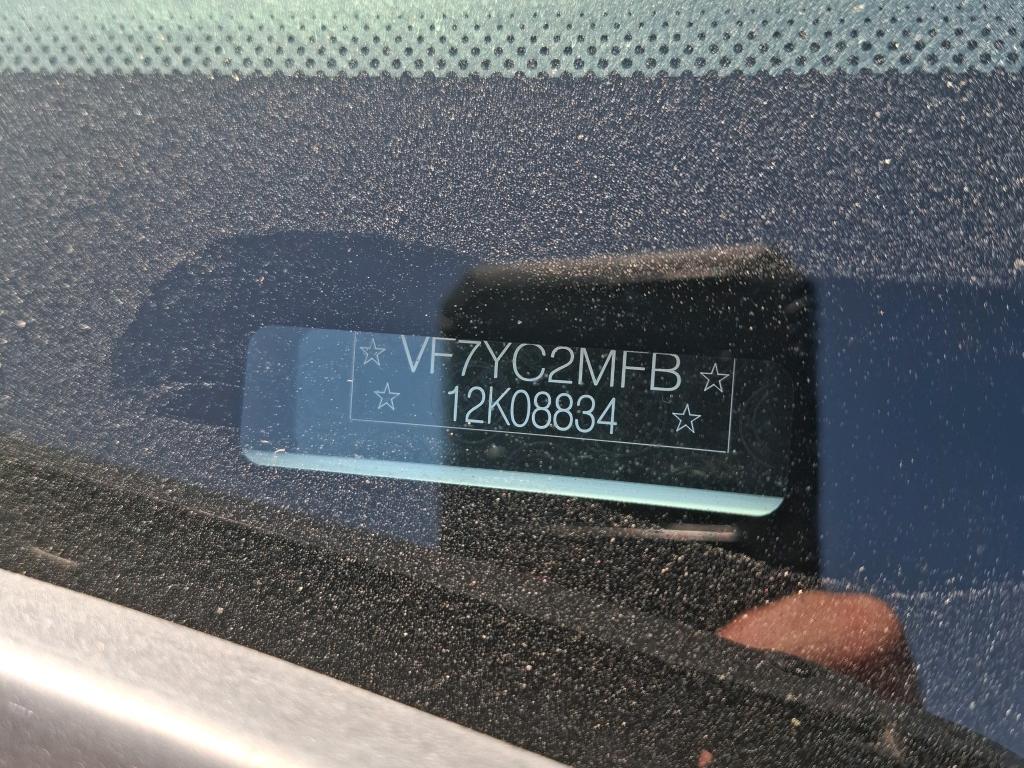 ☆ VF7YC2MFB ☆
☆ 12K08834 ☆